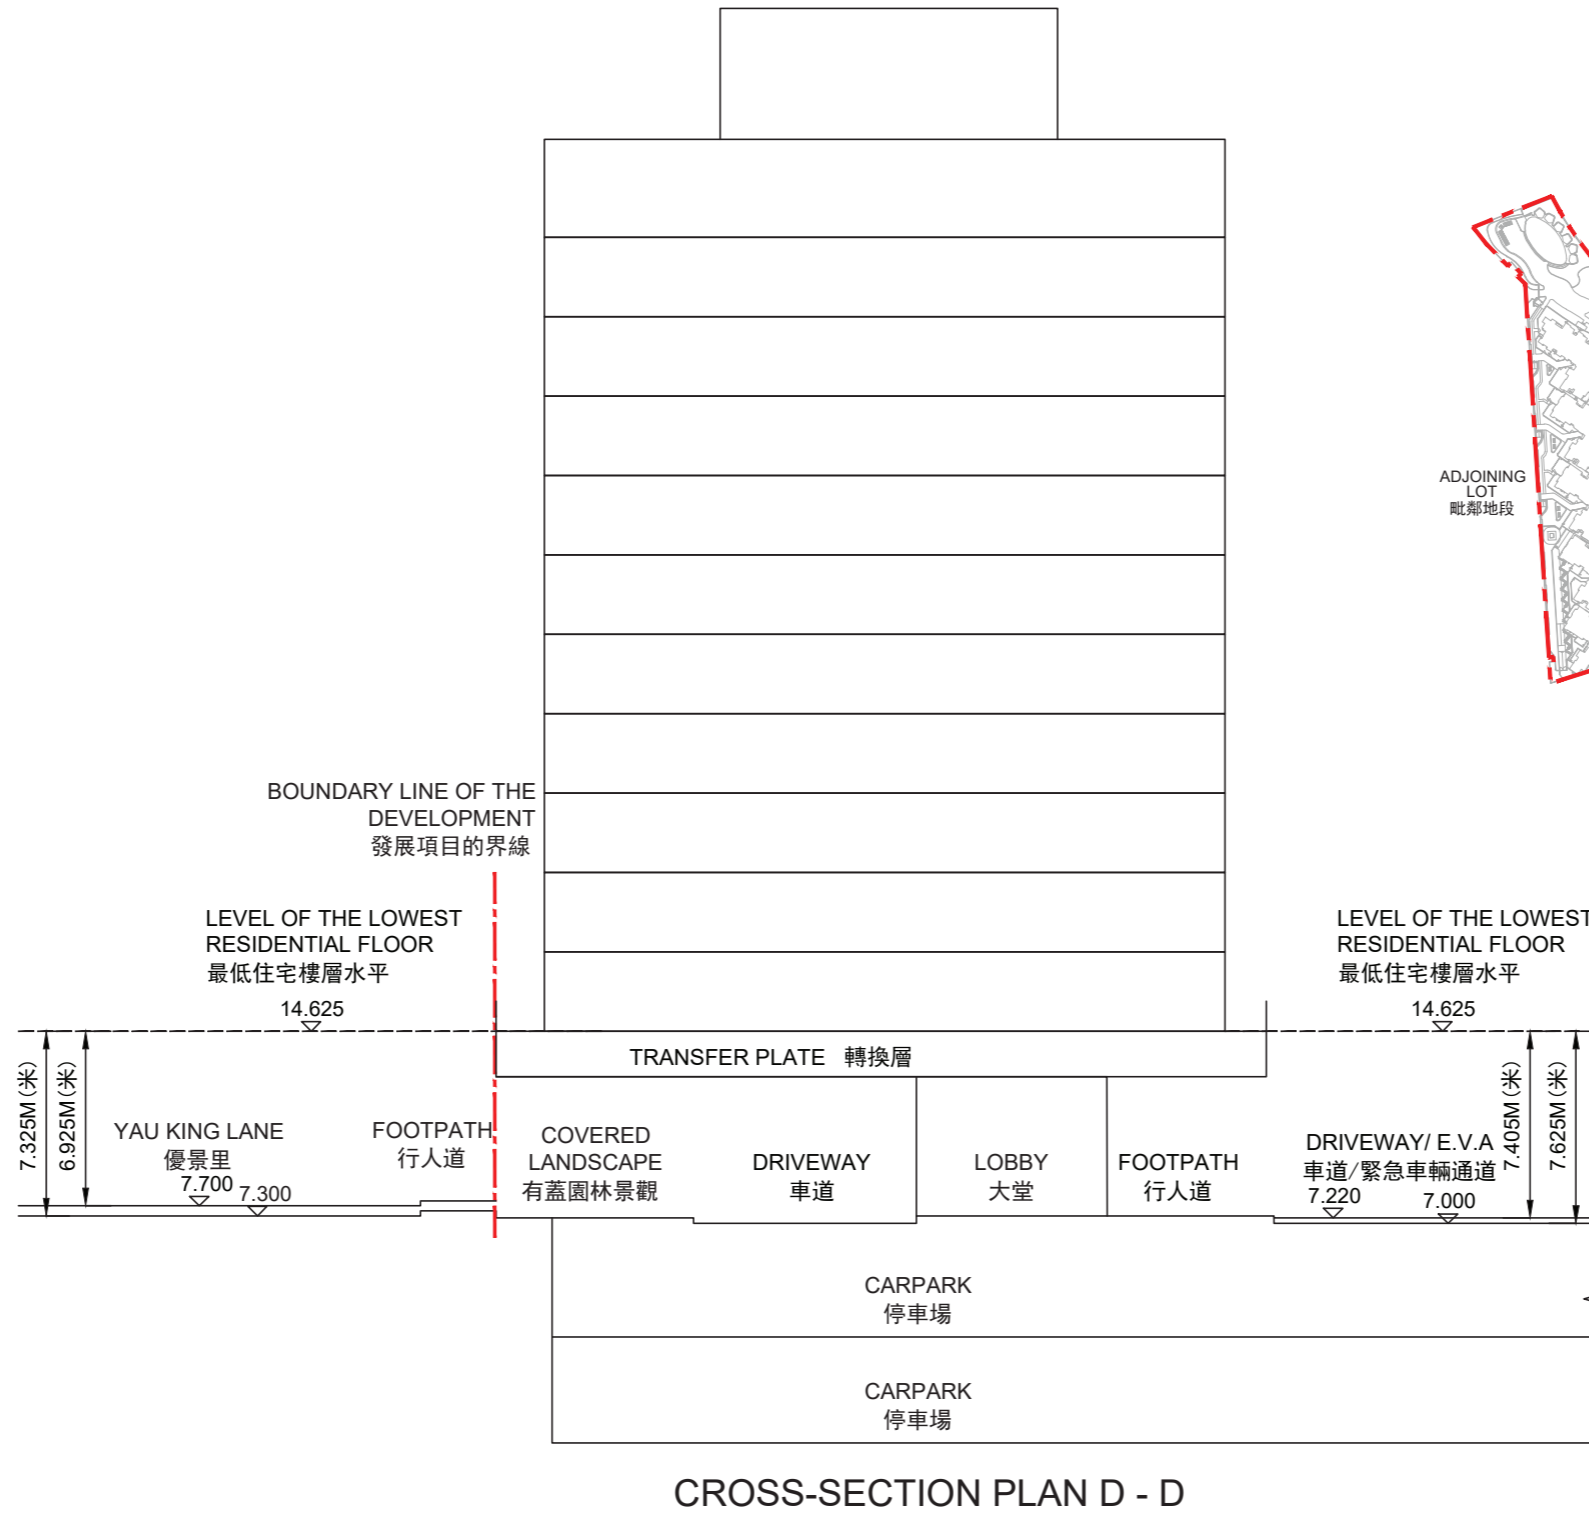 ADJOINING
LOT
毗鄰地段
BOUNDARY LINE OF THE
DEVELOPMENT
發展項目的界線
LEVEL OF THE LOWEST
RESIDENTIAL FLOOR
最低住宅樓層水平
14.625
LEVEL OF THE LOWEST
RESIDENTIAL FLOOR
最低住宅樓層水平
14.625
TRANSFER PLATE 轉換層
7.325M (米)
6.925M (米)
YAU KING LANE
優景里
7.700
7.300
FOOTPATH
行人道
COVERED
LANDSCAPE
有蓋園林景觀
DRIVEWAY
車道
LOBBY
大堂
FOOTPATH
行人道
DRIVEWAY/ E.V.A
車道/緊急車輛通道
7.220
7.000
7.405M (米)
7.625M (米)
CARPARK
停車場
CARPARK
停車場
CROSS-SECTION PLAN D - D